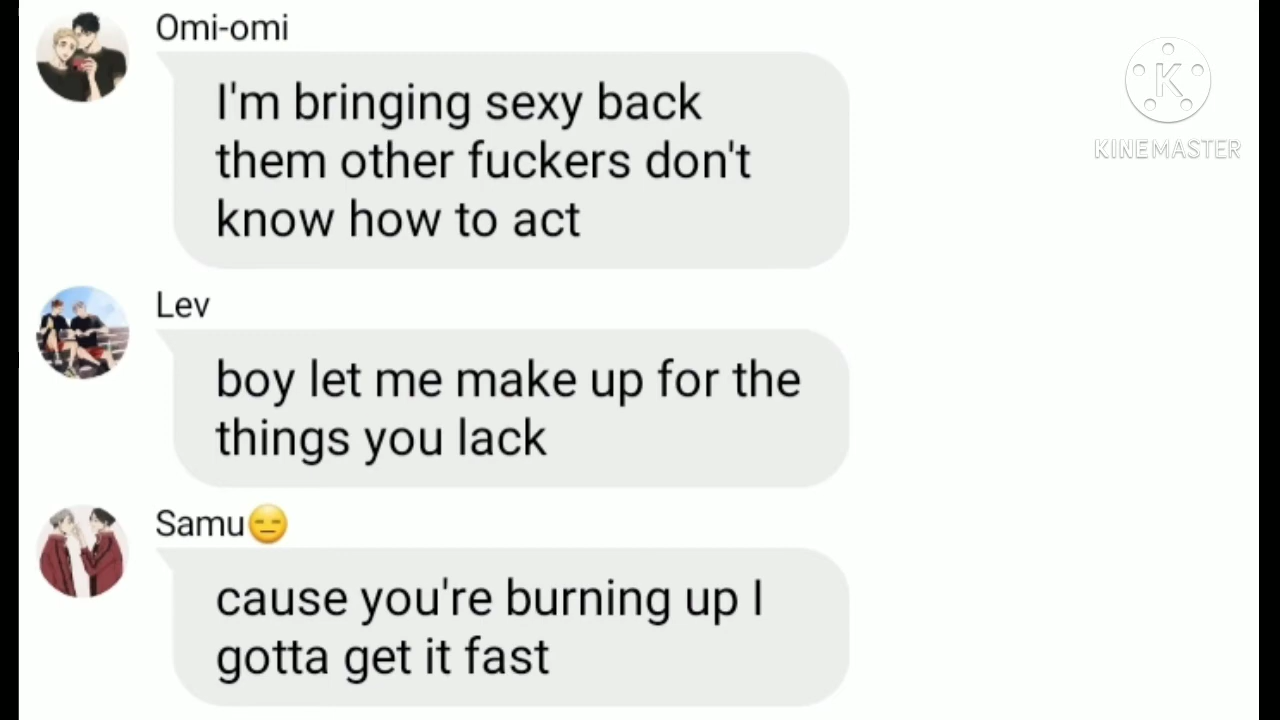 Omi-omi
I'm bringing sexy back
them other fuckers don't
know how to act
K
KINEMASTER
Lev
boy let me make up for the
things you lack
Samu😑
cause you're burning up I
gotta get it fast